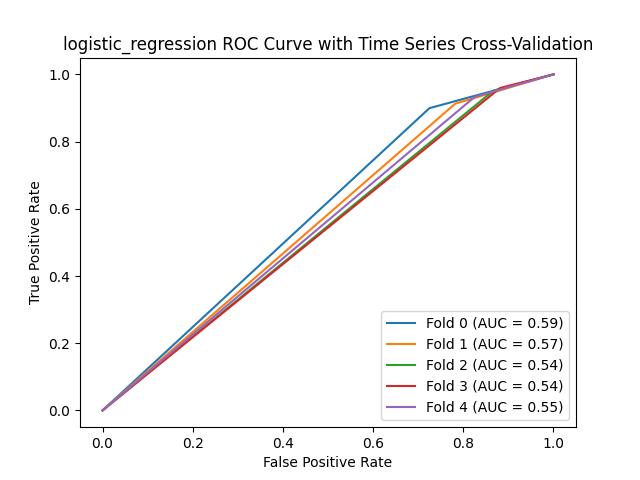 logistic_regression ROC Curve with Time Series Cross-Validation
True Positive Rate
1.0
0.8
0.6
0.4
0.2
0.0
Fold 0 (AUC = 0.59)
Fold 1 (AUC = 0.57)
Fold 2 (AUC = 0.54)
Fold 3 (AUC = 0.54)
Fold 4 (AUC = 0.55)
0.0 0.2 0.4 0.6 0.8 1.0
False Positive Rate